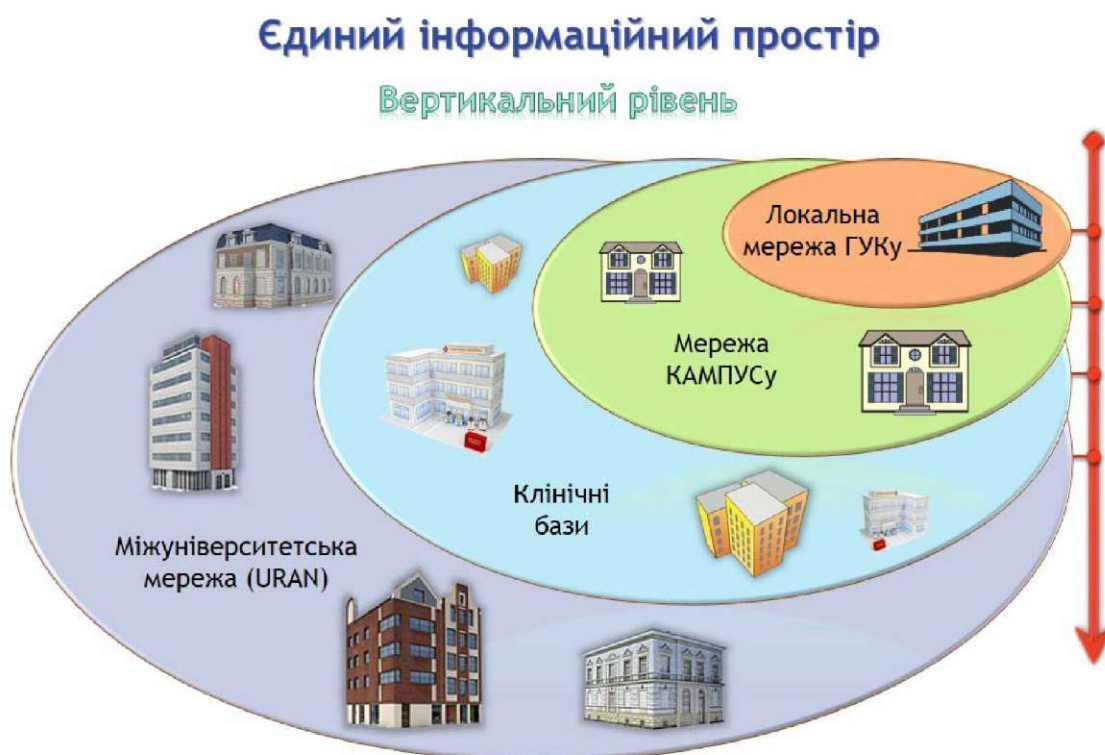 Єдиний інформаційний простір
Вертикальний рівень
Локальна
мережа ГУКу
Мережа
КАМПУСу
Клінічні
бази
Міжуніверситетська
мережа (URAN)